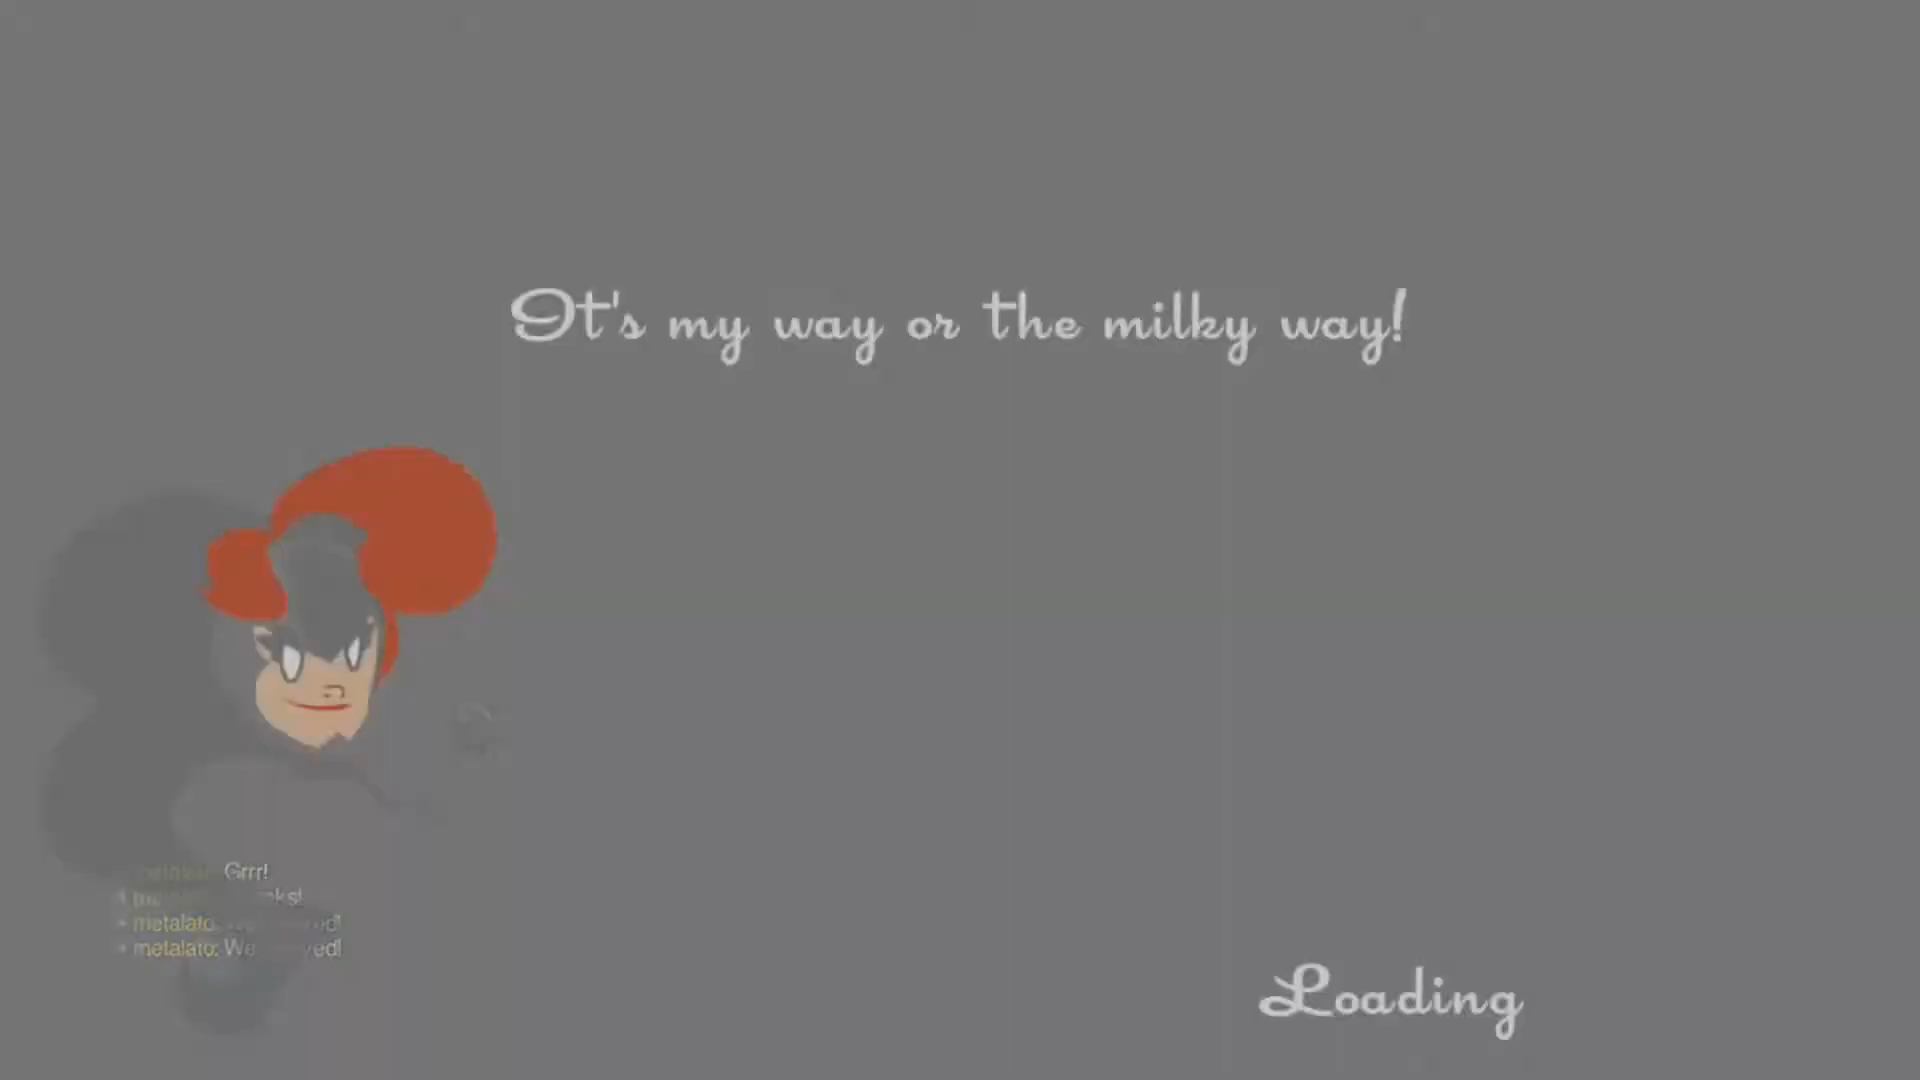 It's my way or the milky way!
Grrr!
metalato:
metalato: We
Loading